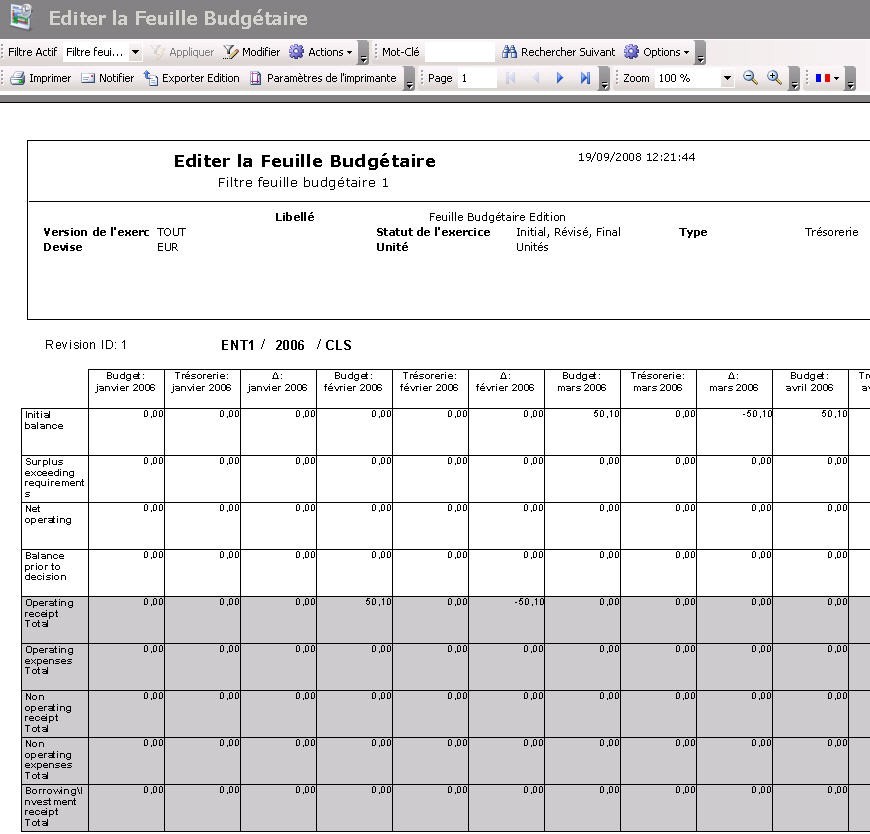 Editer la Feuille Budgétaire
Filtre Actif Filtre feui... Appliquer Modifier Actions Mot-Clé Rechercher Suivant Options
Imprimer Notifier Exporter Edition Paramètres de l'imprimante Page 1 Zoom 100 %
Editer la Feuille Budgétaire 19/09/2008 12:21:44
Filtre feuille budgétaire 1
Libellé Feuille Budgétaire Edition
Version de l'exerc TOUT Statut de l'exercice Initial, Révisé, Final Type Trésorerie
Devise EUR Unité Unités
Revision ID: 1 ENT1 / 2006 / CLS
Budget: Trésorerie: Δ: Budget: Trésorerie: Δ: Budget: Trésorerie: Δ: Budget: Tr
janvier 2006 janvier 2006 janvier 2006 février 2006 février 2006 février 2006 mars 2006 mars 2006 mars 2006 avril 2006 av
Initial 0,00 0,00 0,00 0,00 0,00 0,00 50,10 0,00 -50,10 50,10
balance
Surplus 0,00 0,00 0,00 0,00 0,00 0,00 0,00 0,00 0,00 0,00
exceeding
requirement
s
Net 0,00 0,00 0,00 0,00 0,00 0,00 0,00 0,00 0,00 0,00
operating
Balance 0,00 0,00 0,00 0,00 0,00 0,00 0,00 0,00 0,00 0,00
prior to
decision
Operating 0,00 0,00 0,00 50,10 0,00 -50,10 0,00 0,00 0,00 0,00
receipt
Total
Operating 0,00 0,00 0,00 0,00 0,00 0,00 0,00 0,00 0,00 0,00
expenses
Total
Non 0,00 0,00 0,00 0,00 0,00 0,00 0,00 0,00 0,00 0,00
operating
receipt
Total
Non 0,00 0,00 0,00 0,00 0,00 0,00 0,00 0,00 0,00 0,00
operating
expenses
Total
Borrowing\I 0,00 0,00 0,00 0,00 0,00 0,00 0,00 0,00 0,00 0,00
nvestment
receipt
Total